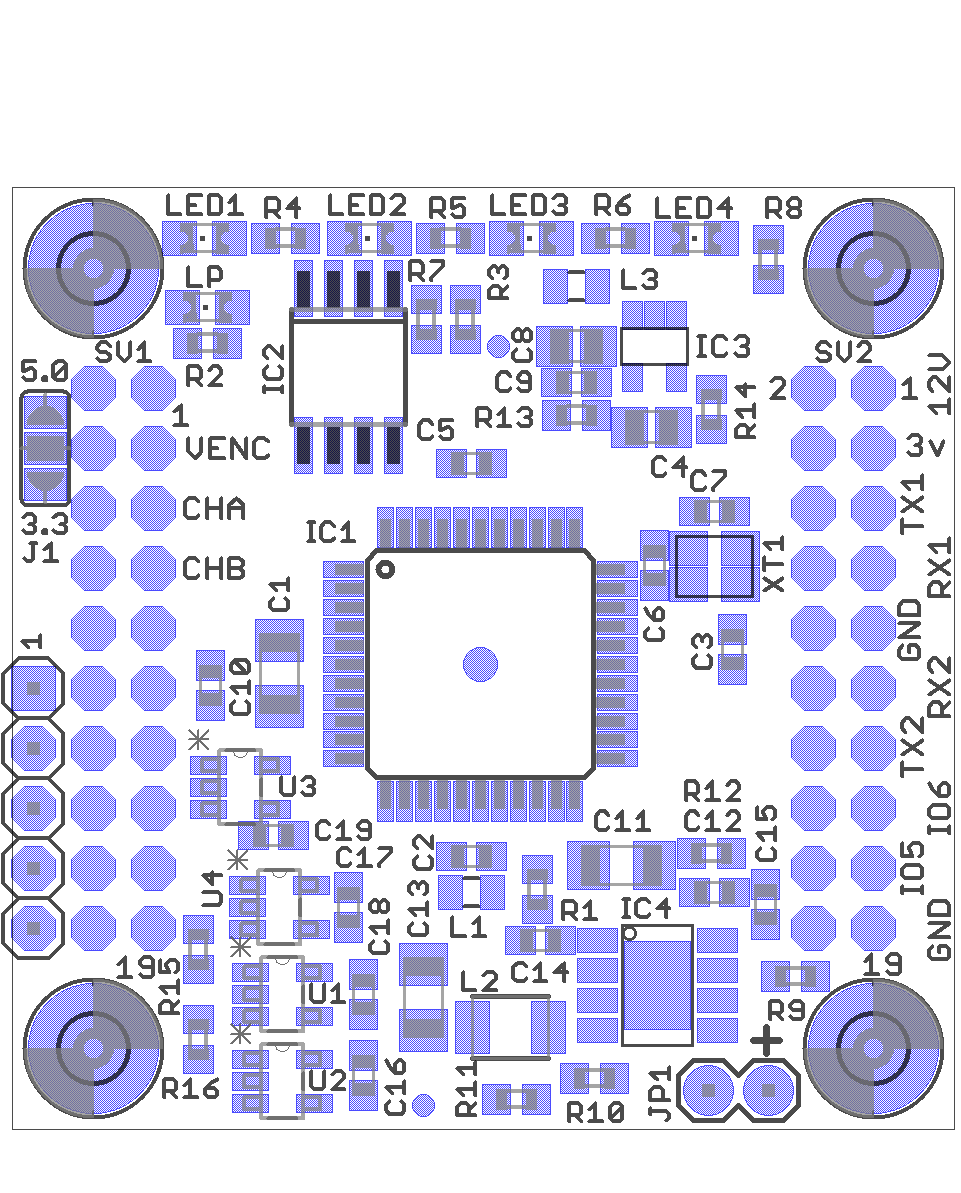 LED1 R4 LED2 R5 LED3 R6 LED4 R8
LP R7 R3 L3
SV1 IC2 C8 IC3 SV2
5.0 R2 C9 2 1 12V
1 R13 R14
VENC C5 3v
C4 C7
3.3 CHA TX1
J1 IC1
CHB XT1 RX1
C1 C6 GND
1 C3
C10 RX2
TX2
U3 R12
C19 C11 C12 C15 IO6
C17 C2
U4 C13 R1 IO5
C18 L1 IC4
GND
19 C14 19
R15 U1 L2 R9
+
U2 C16 R11 JP1
R16 R10